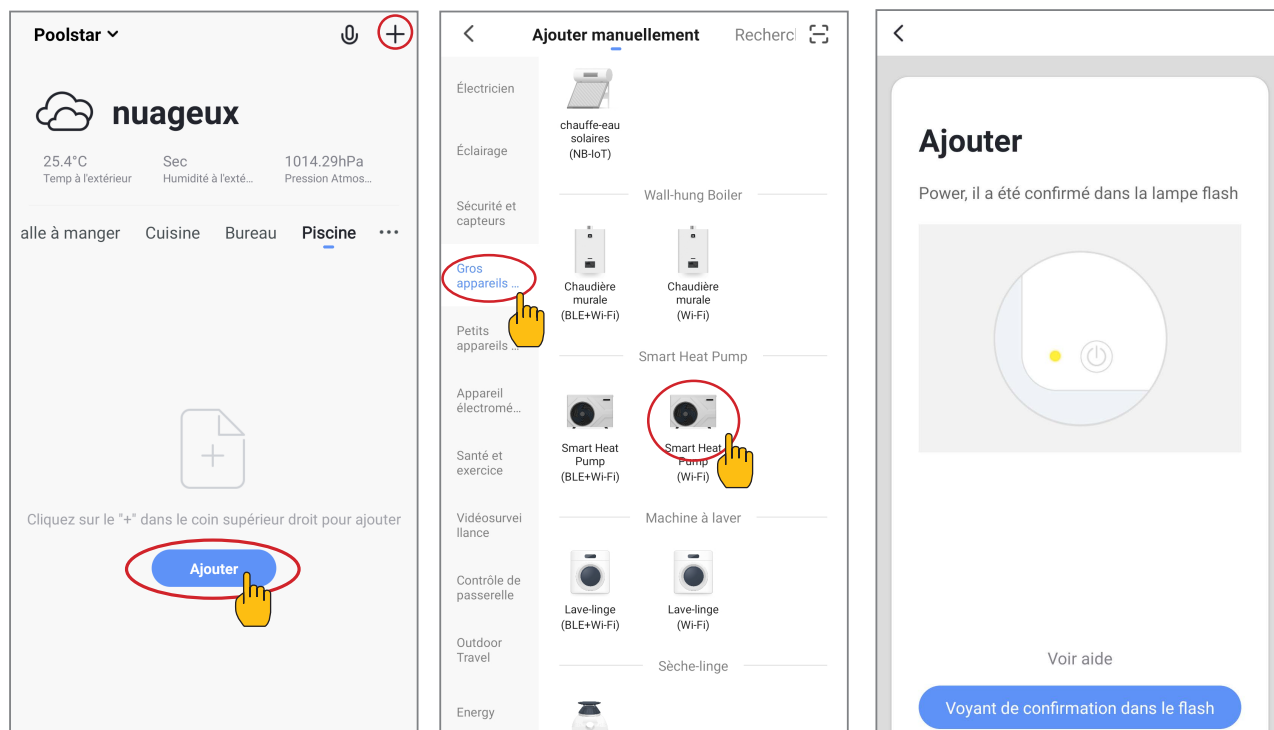 Poolstar
nuageux
25.4°C Sec 1014.29hPa
Temp à l'extérieur Humidité à l'exté... Pression Atmos...
alle à manger Cuisine Bureau Piscine
Cliquez sur le "+" dans le coin supérieur droit pour ajouter
Ajouter
Ajouter manuellement Recherc
Électricien
Éclairage
Sécurité et
capteurs
Gros
appareils ...
Petits
appareils ...
Appareil
électromé...
Santé et
exercice
Vidéosurvei
llance
Contrôle de
passerelle
Outdoor
Travel
Energy
chauffe-eau
solaires
(NB-IoT)
Wall-hung Boiler
Chaudière
murale
(BLE+Wi-Fi)
Chaudière
murale
(Wi-Fi)
Smart Heat Pump
Smart Heat
Pump
(BLE+Wi-Fi)
Smart Heat
Pump
(Wi-Fi)
Machine à laver
Lave-linge
(BLE+Wi-Fi)
Lave-linge
(Wi-Fi)
Sèche-linge
Ajouter
Power, il a été confirmé dans la lampe flash
Voir aide
Voyant de confirmation dans le flash